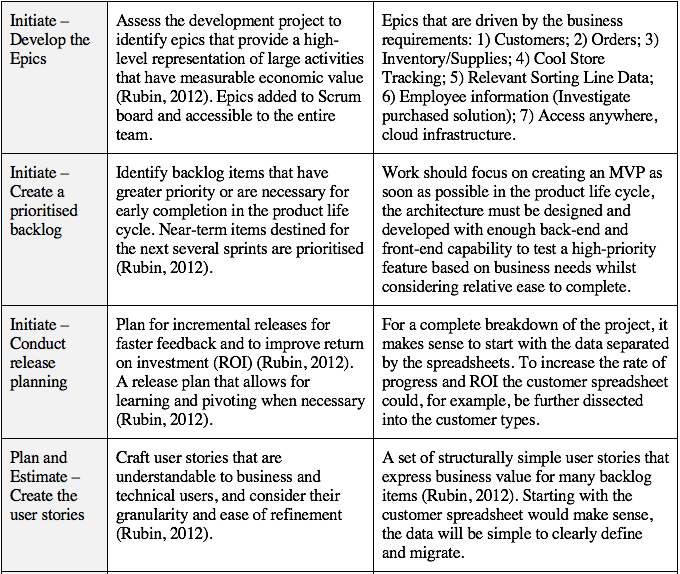 Initiate –
Develop the
Epics
Assess the development project to
identify epics that provide a high-
level representation of large activities
that have measurable economic value
(Rubin, 2012). Epics added to Scrum
board and accessible to the entire
team.
Epics that are driven by the business
requirements: 1) Customers; 2) Orders; 3)
Inventory/Supplies; 4) Cool Store
Tracking; 5) Relevant Sorting Line Data;
6) Employee information (Investigate
purchased solution); 7) Access anywhere,
cloud infrastructure.
Initiate –
Create a
prioritised
backlog
Identify backlog items that have
greater priority or are necessary for
early completion in the product life
cycle. Near-term items destined for
the next several sprints are prioritised
(Rubin, 2012).
Work should focus on creating an MVP as
soon as possible in the product life cycle,
the architecture must be designed and
developed with enough back-end and
front-end capability to test a high-priority
feature based on business needs whilst
considering relative ease to complete.
Initiate –
Conduct
release
planning
Plan for incremental releases for
faster feedback and to improve return
on investment (ROI) (Rubin, 2012).
A release plan that allows for
learning and pivoting when necessary
(Rubin, 2012).
For a complete breakdown of the project, it
makes sense to start with the data separated
by the spreadsheets. To increase the rate of
progress and ROI the customer spreadsheet
could, for example, be further dissected
into the customer types.
Plan and
Estimate –
Create the
user stories
Craft user stories that are
understandable to business and
technical users, and consider their
granularity and ease of refinement
(Rubin, 2012).
A set of structurally simple user stories that
express business value for many backlog
items (Rubin, 2012). Starting with the
customer spreadsheet would make sense,
the data will be simple to clearly define
and migrate.